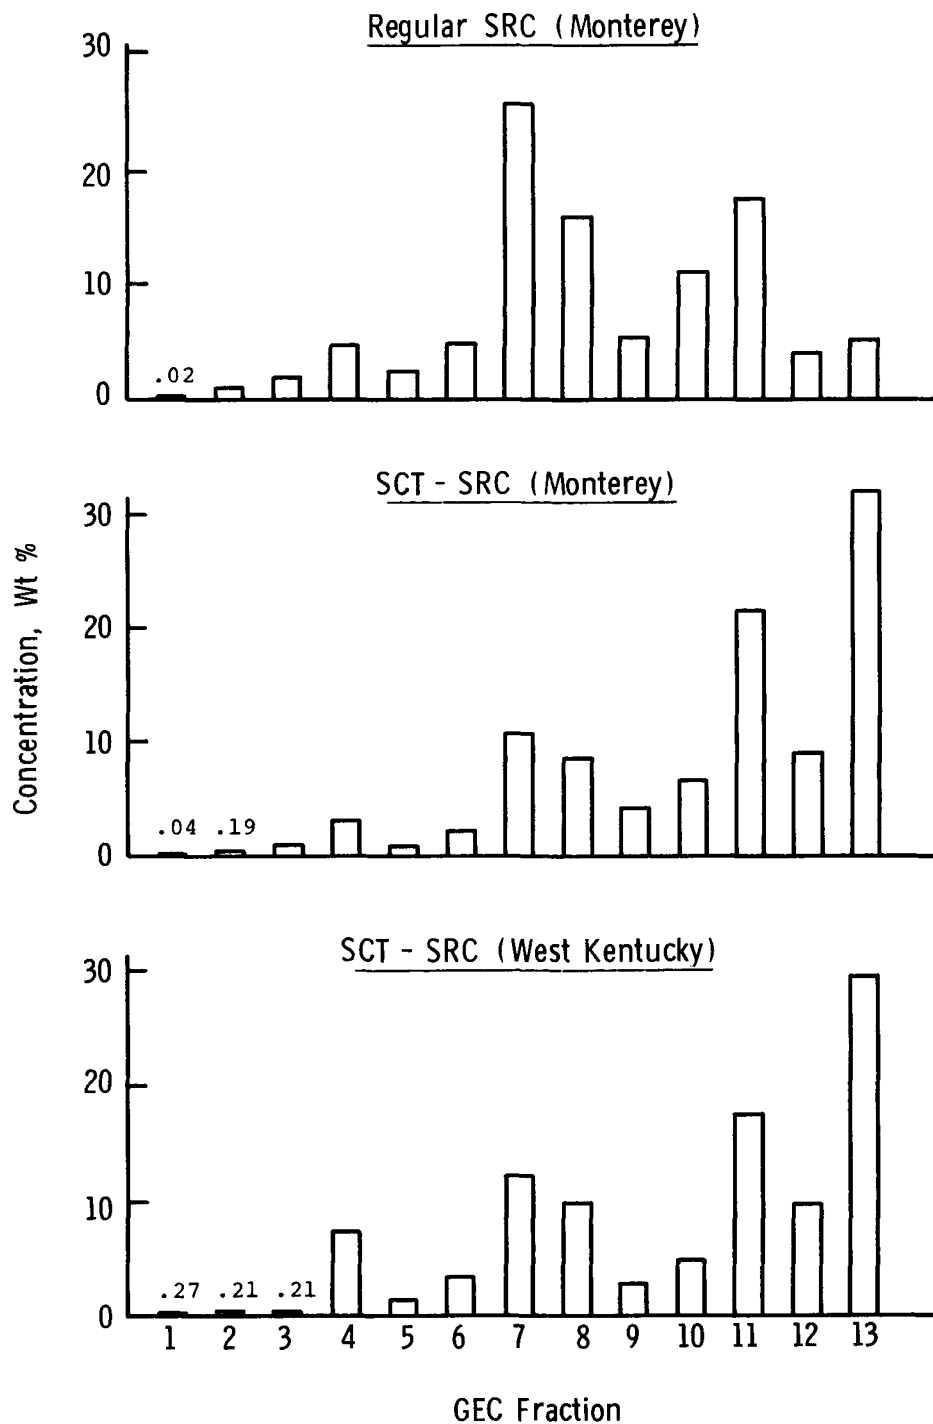 Regular SRC (Monterey)
30
20
10
0
.02
SCT - SRC (Monterey)
30
20
10
0
.04 .19
Concentration, Wt %
SCT - SRC (West Kentucky)
30
20
10
0
.27 .21 .21
1 2 3 4 5 6 7 8 9 10 11 12 13
GEC Fraction